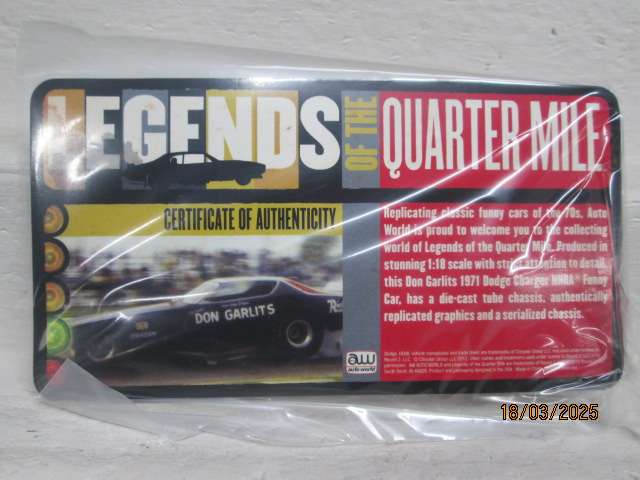 LEGENDS
OF THE
QUARTER MILE
CERTIFICATE OF AUTHENTICITY
DON GARLITS
Replicating classic funny cars of the 70s, Auto
World is proud to welcome you to the collecting
World of Legends of the Quarter Mile. Produced in
stunning 1:18 scale with strict attention to detail,
this Don Garlits 1971 Dodge Charger NHRA® Funny
Car, has a die-cast tube chassis, authentically
replicated graphics and a serialized chassis.
aw
auto world
18/03/2025